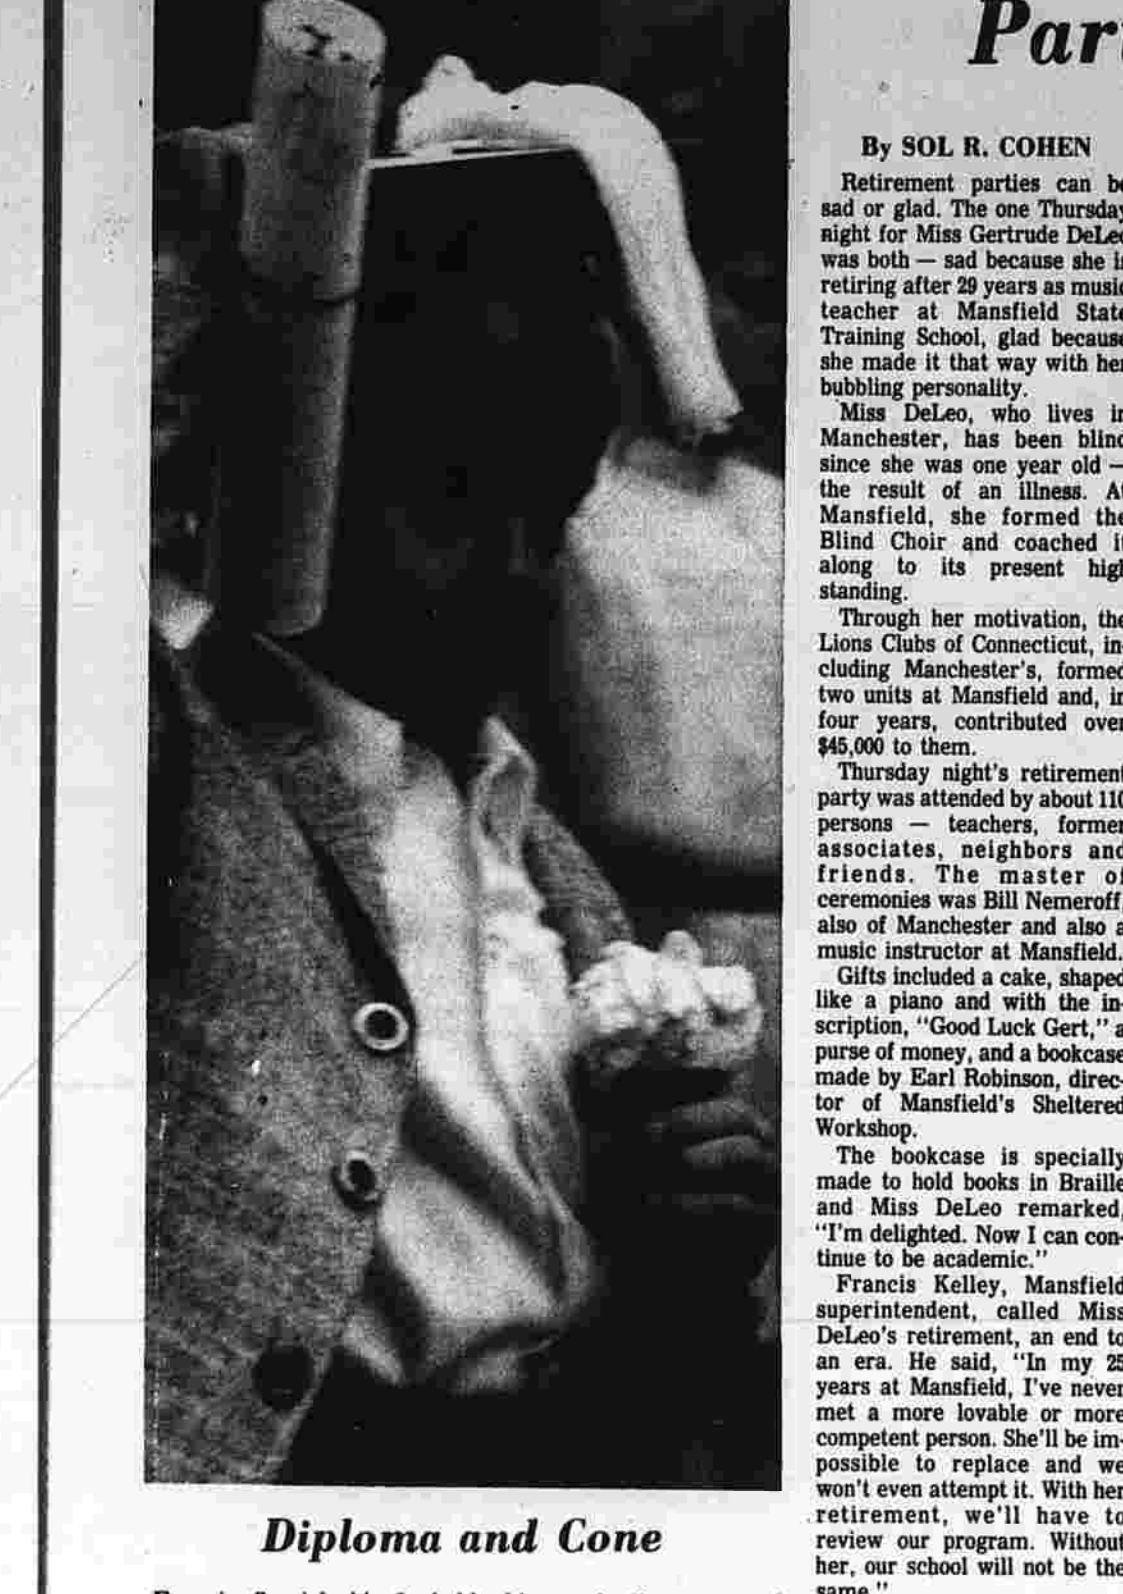 Par
By SOL R. COHEN
Retirement parties can be
sad or glad. The one Thursday
night for Miss Gertrude DeLeo
was both — sad because she is
retiring after 29 years as music
teacher at Mansfield State
Training School, glad because
she made it that way with her
bubbling personality.
Miss DeLeo, who lives in
Manchester, has been blind
since she was one year old —
the result of an illness. At
Mansfield, she formed the
Blind Choir and coached it
along to its present high
standing.
Through her motivation, the
Lions Clubs of Connecticut, in-
cluding Manchester's, formed
two units at Mansfield and, in
four years, contributed over
$45,000 to them.
Thursday night's retirement
party was attended by about 110
persons — teachers, former
associates, neighbors and
friends. The master of
ceremonies was Bill Nemeroff,
also of Manchester and also a
music instructor at Mansfield.
Gifts included a cake, shaped
like a piano and with the in-
scription, "Good Luck Gert," a
purse of money, and a bookcase
made by Earl Robinson, direc-
tor of Mansfield's Sheltered
Workshop.
The bookcase is specially
made to hold books in Braille
and Miss DeLeo remarked,
"I'm delighted. Now I can con-
tinue to be academic."
Francis Kelley, Mansfield
superintendent, called Miss
DeLeo's retirement, an end to
an era. He said, "In my 25
years at Mansfield, I've never
met a more lovable or more
competent person. She'll be im-
possible to replace and we
won't even attempt it. With her
retirement, we'll have to
review our program. Without
her, our school will not be the
same."
Diploma and Cone